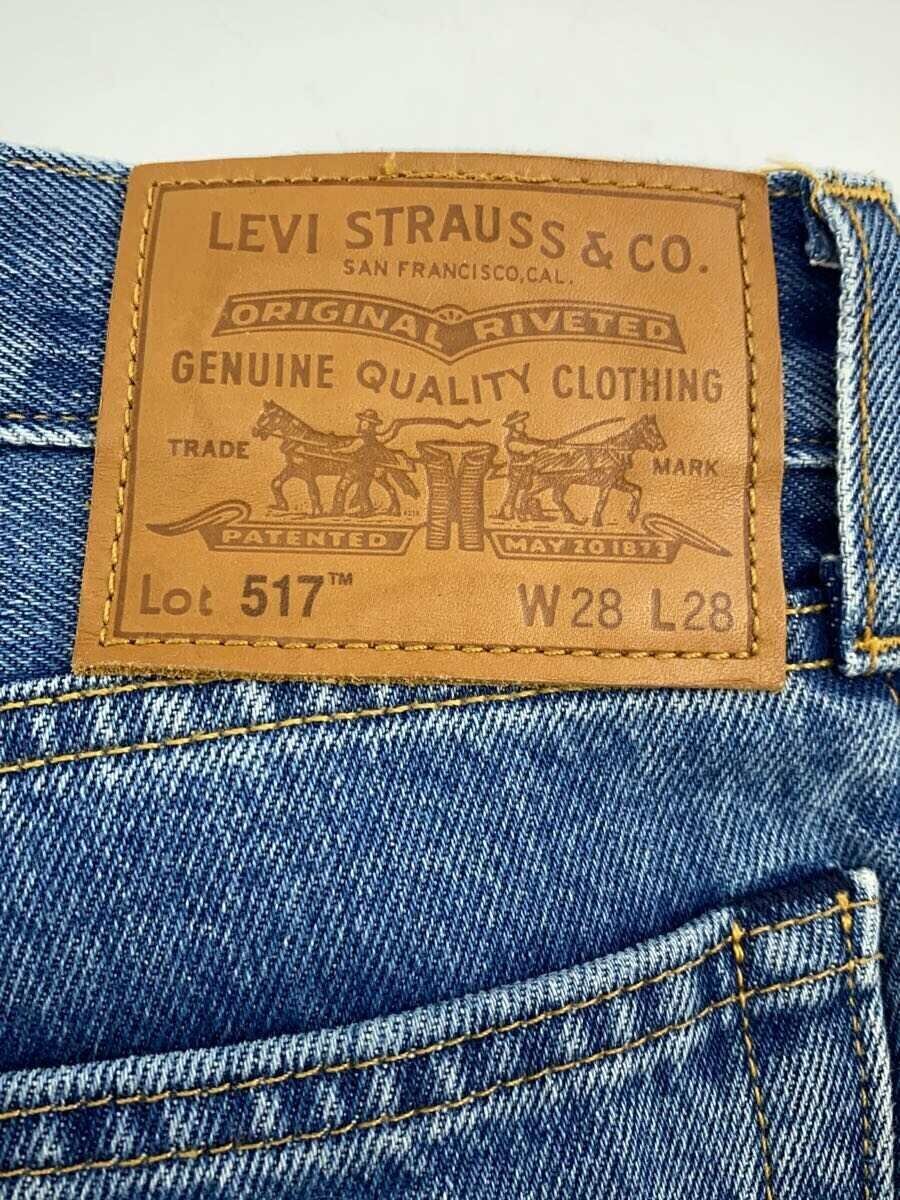 LEVI STRAUSS & CO.
SAN FRANCISCO, CAL.
ORIGINAL RIVETED
GENUINE QUALITY CLOTHING
TRADE MARK
PATENTED MAY 20 1873
Lot 517™ W28 L28